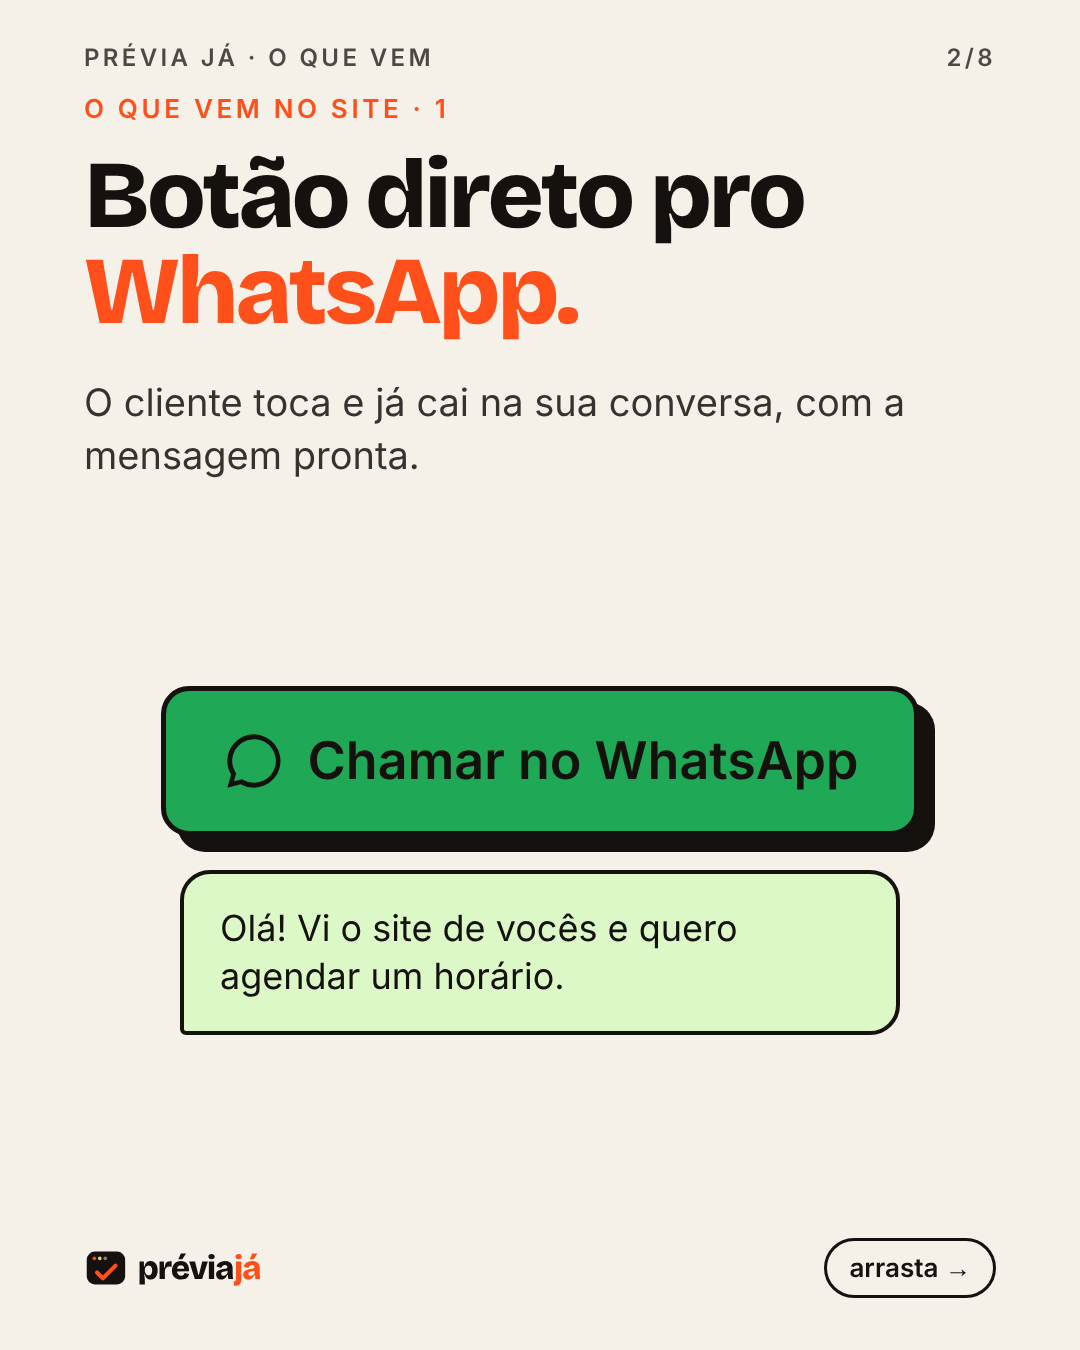 PRÉVIA JÁ · O QUE VEM
2/8
O QUE VEM NO SITE · 1
Botão direto pro
WhatsApp.
O cliente toca e já cai na sua conversa, com a
mensagem pronta.
Chamar no WhatsApp
Olá! Vi o site de vocês e quero
agendar um horário.
préviajá
arrasta →